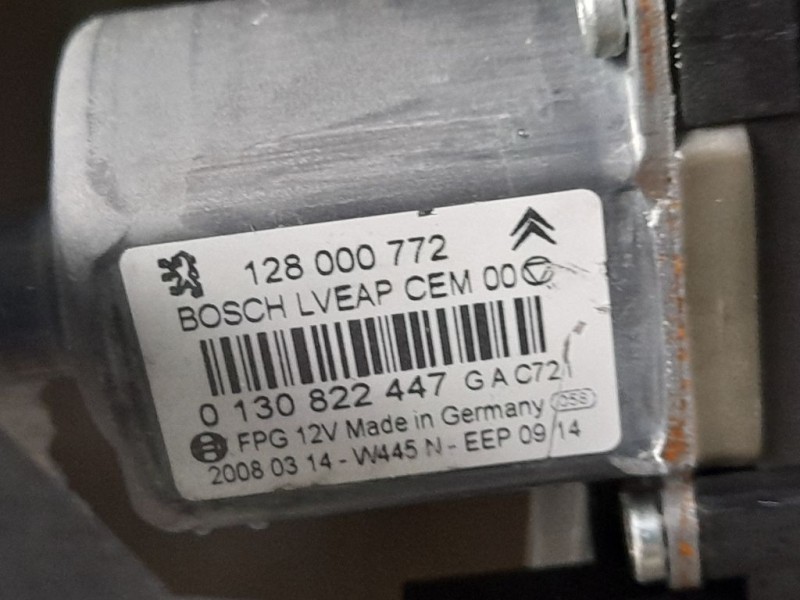 128 000 772
BOSCH LVEAP CEM 00
0 130 822 447 G A C72
FPG 12V Made in Germany 058
2008 03 14 - W445 N - EEP 09 14